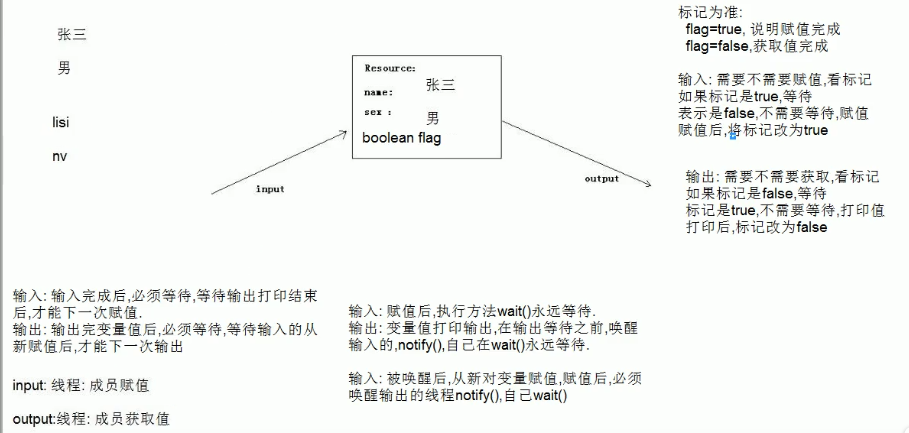 张三
男
lisi
nv
input
Resource:
name: 张三
sex : 男
boolean flag
output
标记为准:
flag=true, 说明赋值完成
flag=false,获取值完成
输入: 需要不需要赋值,看标记
如果标记是true,等待
表示是false,不需要等待,赋值
赋值后,将标记改为true
输出: 需要不需要获取,看标记
如果标记是false,等待
标记是true,不需要等待,打印值
打印后,标记改为false
输入: 输入完成后,必须等待,等待输出打印结束
后,才能下一次赋值.
输出: 输出完变量值后,必须等待,等待输入的从
新赋值后,才能下一次输出
input: 线程: 成员赋值
output:线程: 成员获取值
输入: 赋值后,执行方法wait()永远等待.
输出: 变量值打印输出,在输出等待之前,唤醒
输入的,notify(),自己在wait()永远等待.
输入: 被唤醒后,从新对变量赋值,赋值后,必须
唤醒输出的线程notify(),自己wait()